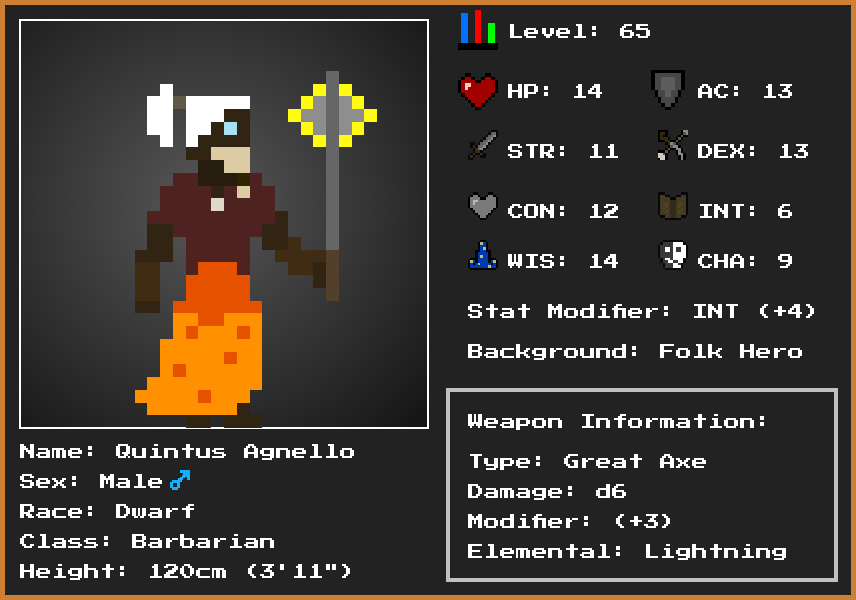 Level: 65
HP: 14
AC: 13
STR: 11
DEX: 13
CON: 12
INT: 6
WIS: 14
CHA: 9
Stat Modifier: INT (+4)
Background: Folk Hero
Name: Quintus Agnello
Sex: Male♂
Race: Dwarf
Class: Barbarian
Height: 120cm (3'11")
Weapon Information:
Type: Great Axe
Damage: d6
Modifier: (+3)
Elemental: Lightning